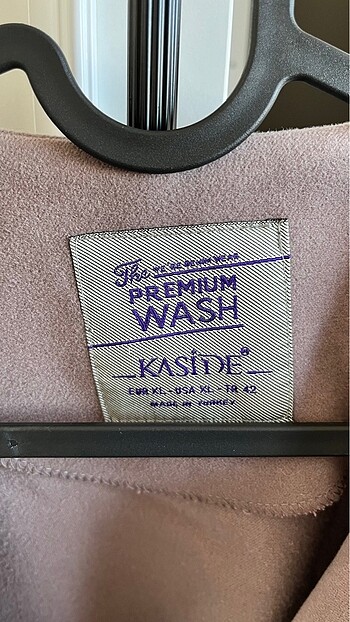 The
PREMIUM
WASH
KASİDE®
EUR XL - USA XL - TR 42
MADE IN TURKEY